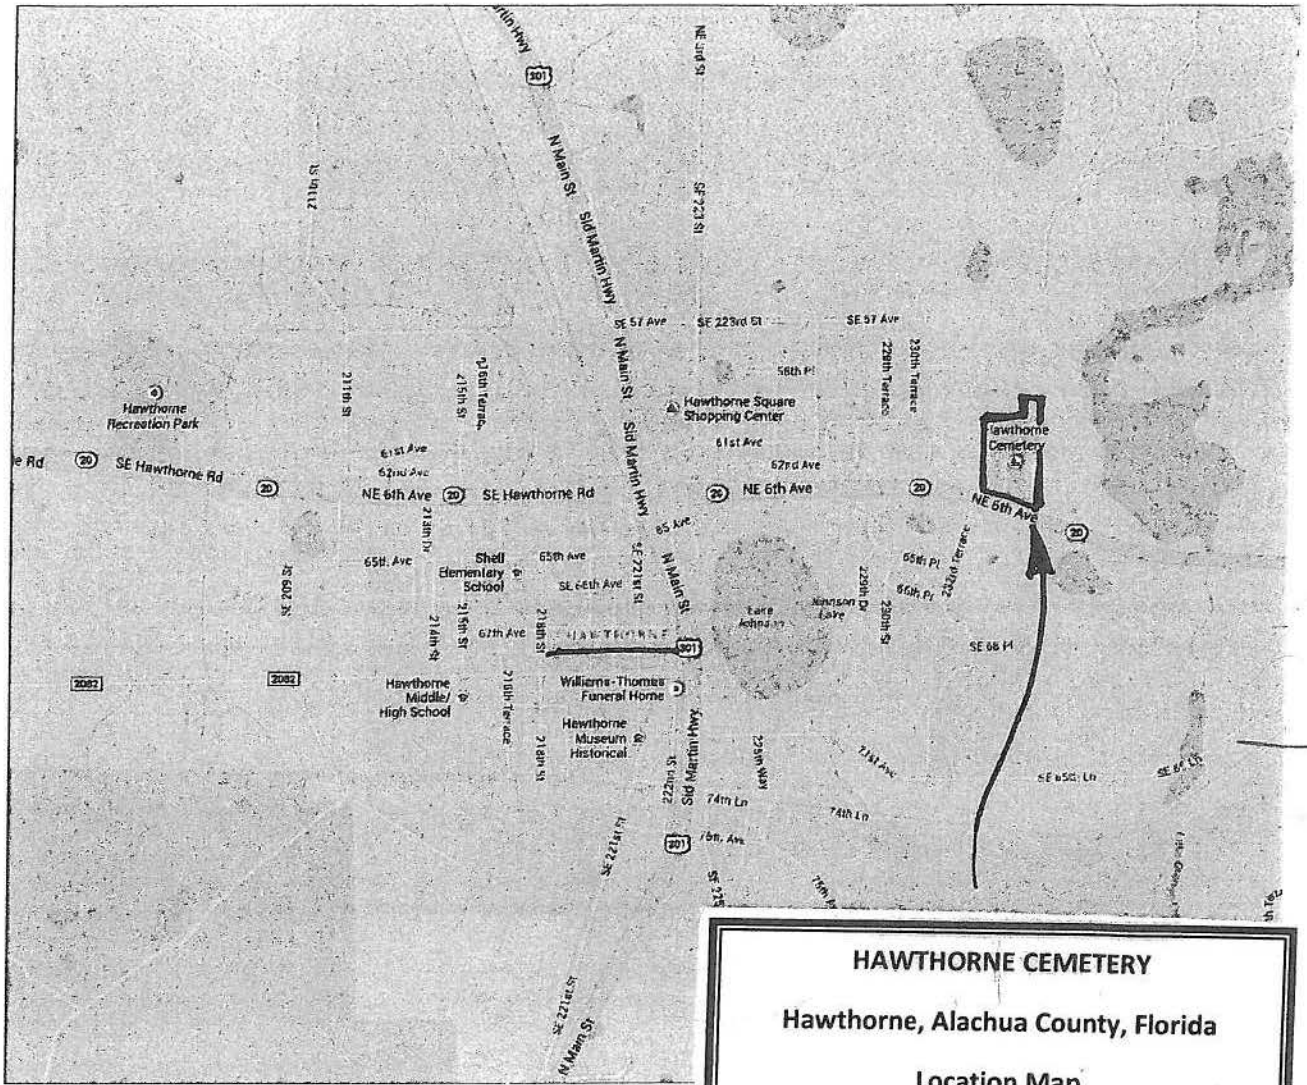 artin Hwy
301
NE 3rd St
N Main St
Sid Martin Hwy
SE 223 St
SE 57 Ave
SE 223rd St
SE 57 Ave
N Main St
58th Pl
229th Terraco
230th Terrace
211th St
215th St
Hawthorne
Recreation Park
Hawthorne Square
Shopping Center
Sid Martin Hwy
61st Ave
61st Ave
62nd Ave
62nd Ave
awthorne
Cemetery
e Rd
20
SE Hawthorne Rd
20
NE 6th Ave
20
SE Hawthorne Rd
20
NE 6th Ave
20
NE 6th Ave
20
213th Dr
65 Ave
65th Ave
Shell
Elementary
School
65th Ave
SE 66th Ave
SE 221st St
N Main St
65th Pl
66th Pl
232nd Terrace
229th Dr
230th St
SE 209 St
214th St
215th St
67th Ave
218th St
HAWTHORNE
301
Lake
Johnson
Johnson
Lake
SE 68 Pl
2082
2082
Hawthorne
Middle/
High School
216th Terrace
Williams-Thomas
Funeral Home
Hawthorne
Museum
Historical
218th St
222nd St
Sid Martin Hwy
225th Way
71st Ave
74th Ln
74th Ln
301
SE 221st St
SE 225
SE 221st St
N Main St
HAWTHORNE CEMETERY
Hawthorne, Alachua County, Florida
Location Map